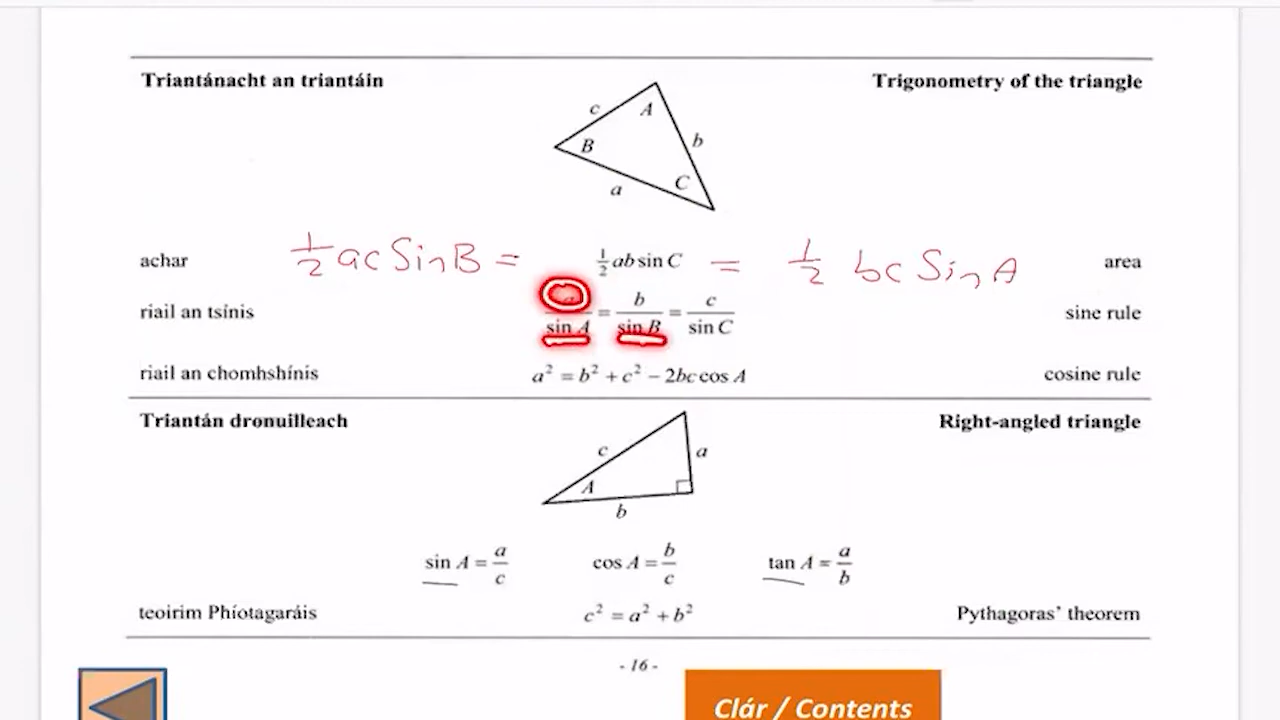 Triantánacht an triantáin Trigonometry of the triangle
c A
B b
a C
achar ½ac Sin B = ½ab sin C = ½ bc Sin A area
riail an tsínis a/sin A = b/sin B = c/sin C sine rule
riail an chomhshínis a² = b² + c² − 2bc cos A cosine rule
Triantán dronuilleach Right-angled triangle
c a
A
b
sin A = a/c cos A = b/c tan A = a/b
teoirim Phíotagaráis c² = a² + b² Pythagoras’ theorem
- 16 -
Clár / Contents